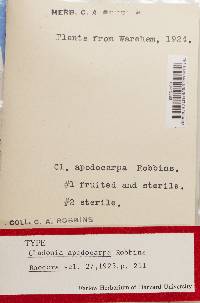 HERB. C. A.
Plants from Wareham, 1924.
Cl. apodocarpa Robbins.
#1 fruited and sterile.
#2 sterile.
COLL. C. A. ROBBINS
TYPE
Cladonia apodocarpa Robbins
Rhodora vol. 27, 1925, p. 211
Farlow Herbarium of Harvard University